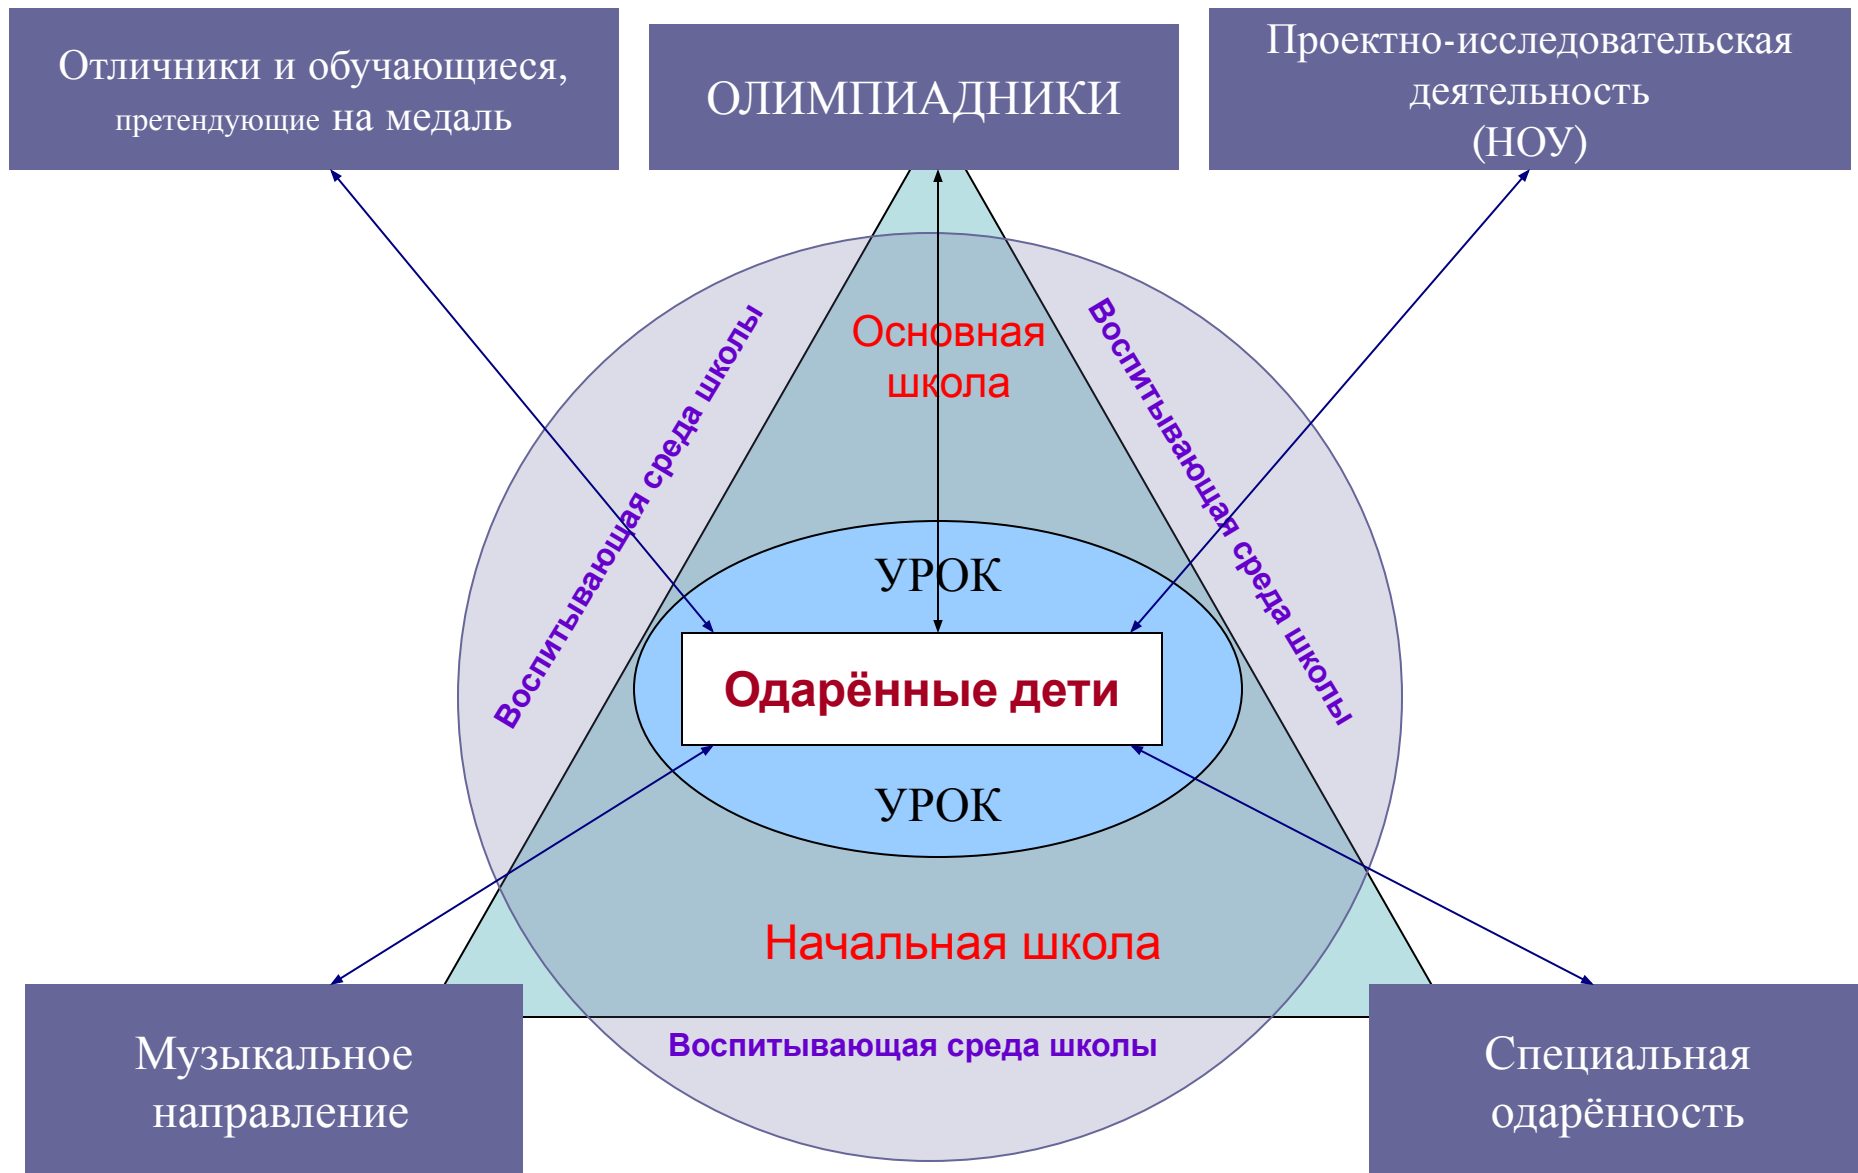 Отличники и обучающиеся,
претендующие на медаль
ОЛИМПИАДНИКИ
Проектно-исследовательская
деятельность
(НОУ)
Основная
школа
Воспитывающая среда школы
Воспитывающая среда школы
УРОК
Одарённые дети
УРОК
Начальная школа
Воспитывающая среда школы
Музыкальное
направление
Специальная
одарённость